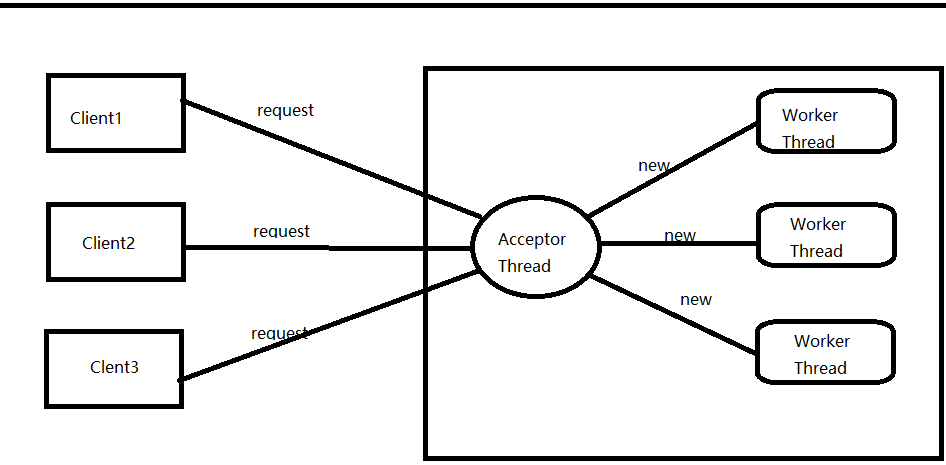 Client1
request
Client2
request
Clent3
request
Acceptor
Thread
new
new
new
Worker
Thread
Worker
Thread
Worker
Thread